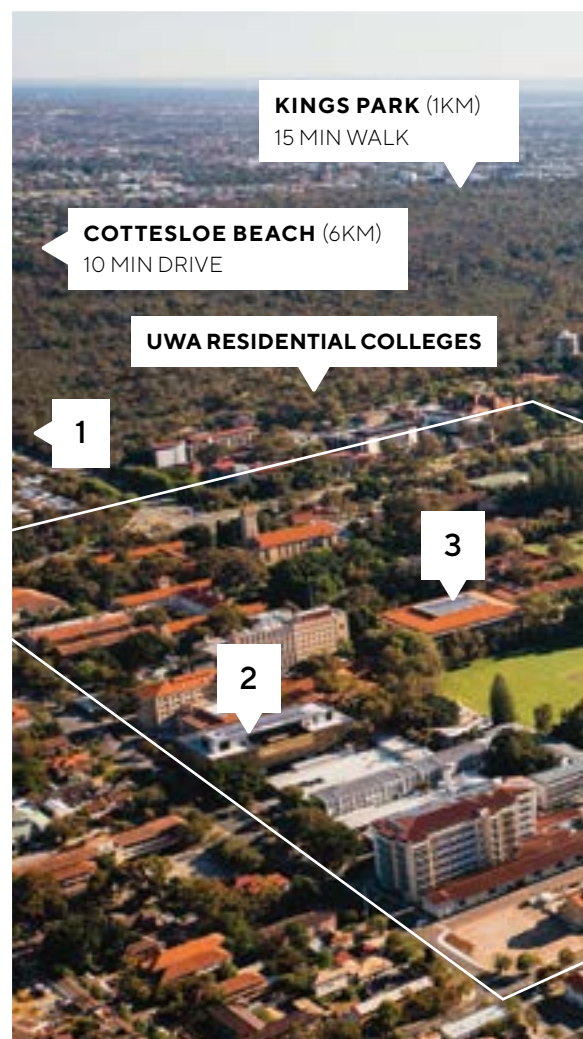 KINGS PARK (1KM)
15 MIN WALK
COTTESLOE BEACH (6KM)
10 MIN DRIVE
UWA RESIDENTIAL COLLEGES
1
3
2